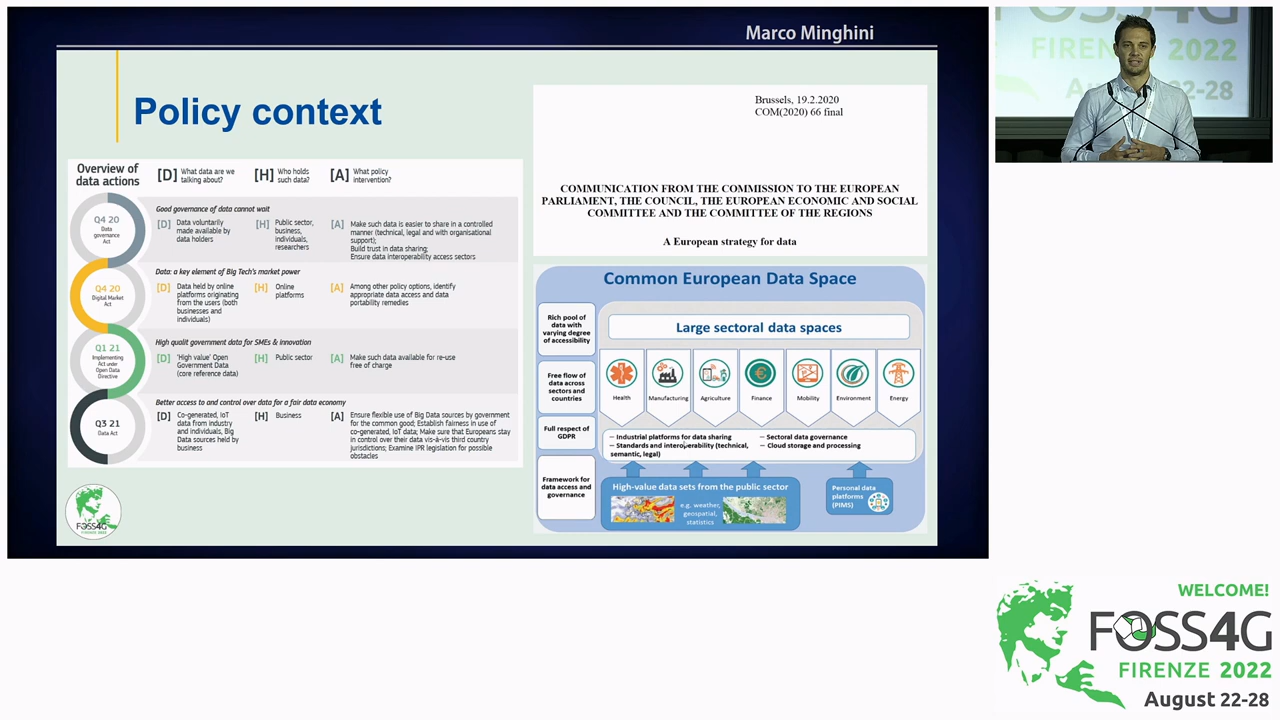 Marco Minghini
Policy context
Overview of
data actions
[D] What data are we
talking about?
[H] Who holds
such data?
[A] What policy
intervention?
Q4 20
Data
governance
Act
Good governance of data cannot wait
[D] Data voluntarily
made available by
data holders
[H] Public sector,
business,
individuals,
researchers
[A] Make such data is easier to share in a controlled
manner (technical, legal and with organisational
support);
Build trust in data sharing;
Ensure data interoperability access sectors
Q4 20
Digital Market
Act
Data: a key element of Big Tech's market power
[D] Data held by online
platforms originating
from the users (both
businesses and
individuals)
[H] Online
platforms
[A] Among other policy options, identify
appropriate data access and data
portability remedies
Q1 21
Implementing
Act under
Open Data
Directive
High qualit government data for SMEs & innovation
[D] 'High value' Open
Government Data
(core reference data)
[H] Public sector
[A] Make such data available for re-use
free of charge
Q3 21
Data Act
Better access to and control over data for a fair data economy
[D] Co-generated, IoT
data from industry
and individuals, Big
Data sources held by
business
[H] Business
[A] Ensure flexible use of Big Data sources by government
for the common good; Establish fairness in use of
co-generated, IoT data; Make sure that Europeans stay
in control over their data vis-à-vis third country
jurisdictions; Examine IPR legislation for possible
obstacles
FOSS4G
FIRENZE 2022
Brussels, 19.2.2020
COM(2020) 66 final
COMMUNICATION FROM THE COMMISSION TO THE EUROPEAN
PARLIAMENT, THE COUNCIL, THE EUROPEAN ECONOMIC AND SOCIAL
COMMITTEE AND THE COMMITTEE OF THE REGIONS
A European strategy for data
Common European Data Space
Rich pool of
data with
varying degree
of accessibility
Free flow of
data across
sectors and
countries
Full respect of
GDPR
Framework for
data access and
governance
Large sectoral data spaces
Health
Manufacturing
Agriculture
Finance
Mobility
Environment
Energy
– Industrial platforms for data sharing
– Standards and interoperability (technical,
semantic, legal)
– Sectoral data governance
– Cloud storage and processing
High-value data sets from the public sector
e.g. weather,
geospatial,
statistics
Personal data
platforms
(PIMS)
FIRENZE 2022
22-28
WELCOME!
FOSS4G
FIRENZE 2022
August 22-28